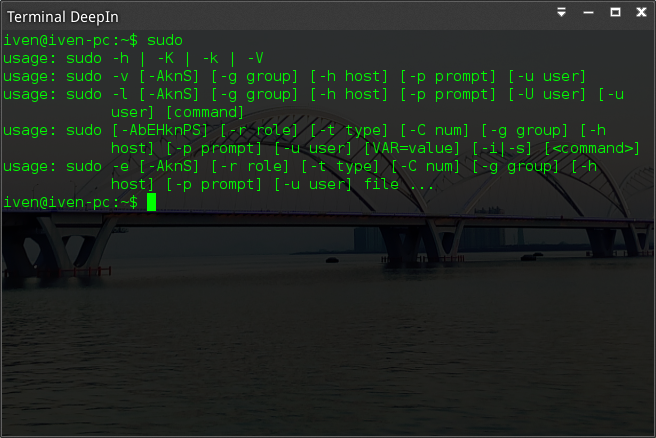 Terminal DeepIn
iven@iven-pc:~$ sudo
usage: sudo -h | -K | -k | -V
usage: sudo -v [-AknS] [-g group] [-h host] [-p prompt] [-u user]
usage: sudo -l [-AknS] [-g group] [-h host] [-p prompt] [-U user] [-u
user] [command]
usage: sudo [-AbEHknPS] [-r role] [-t type] [-C num] [-g group] [-h
host] [-p prompt] [-u user] [VAR=value] [-i|-s] [<command>]
usage: sudo -e [-AknS] [-r role] [-t type] [-C num] [-g group] [-h
host] [-p prompt] [-u user] file ...
iven@iven-pc:~$